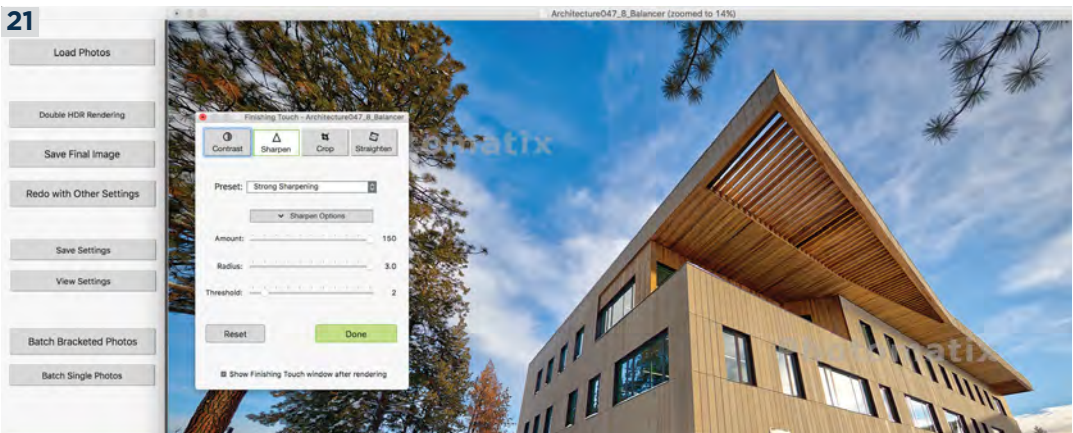 21
Architecture047_B_Balancer (zoomed to 14%)
Load Photos
Double HDR Rendering
Save Final Image
Redo with Other Settings
Save Settings
View Settings
Batch Bracketed Photos
Batch Single Photos
Finishing Touch - Architecture047_B_Balancer
Contrast
Sharpen
Crop
Straighten
Preset: Strong Sharpening
Sharpen Options
Amount: 150
Radius: 3.0
Threshold: 2
Reset
Done
Show Finishing Touch window after rendering
Photomatix